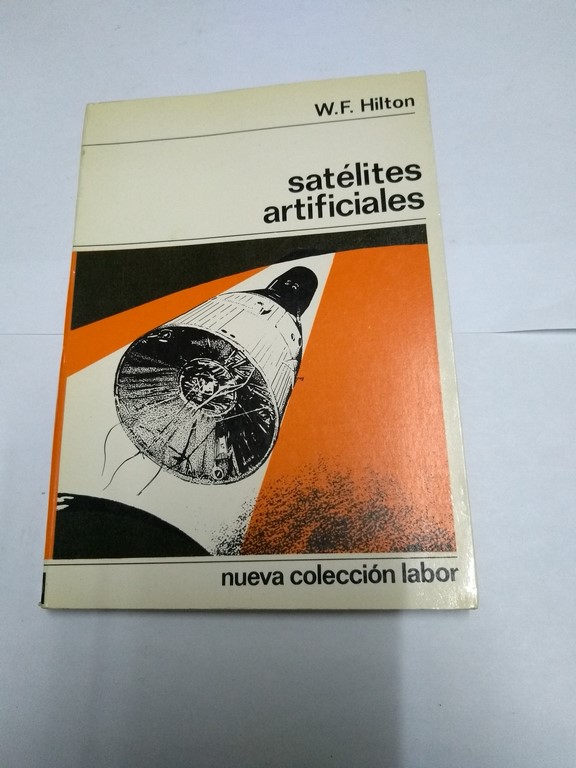 W.F. Hilton
satélites
artificiales
nueva colección labor